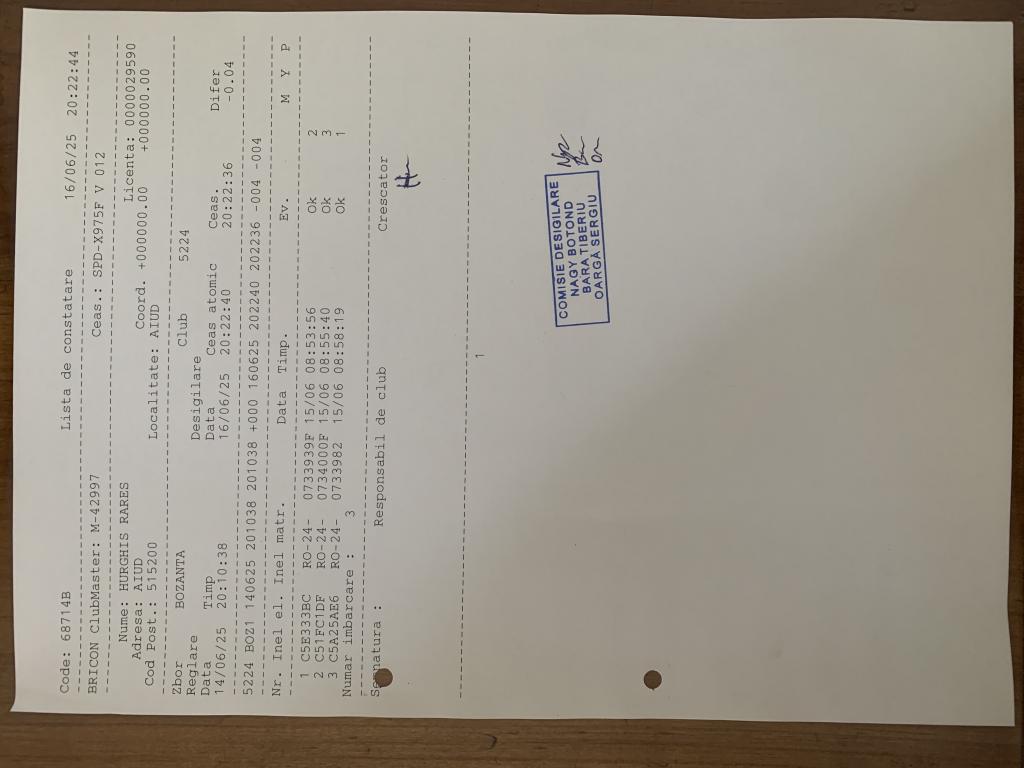 Code: 68714B Lista de constatare 16/06/25 20:22:44
BRICON ClubMaster: M-42997 Ceas.: SPD-X975F V 012
Nume: HURGHIS RARES Licenta: 0000029590
Adresa: AIUD Coord. +000000.00 +000000.00
Cod Post.: 515200 Localitate: AIUD
Zbor BOZANTA Club 5224
Reglare Desigilare
Data Timp Data Ceas atomic Ceas. Difer
14/06/25 20:10:38 16/06/25 20:22:40 20:22:36 -0.04
5224 BOZ1 140625 201038 201038 +000 160625 202240 202236 -004 -004
Nr. Inel el. Inel matr. Data Timp. Ev. M Y P
1 C5E333BC RO-24- 0733939F 15/06 08:53:56 Ok 2
2 C51FC1DF RO-24- 0734000F 15/06 08:55:40 Ok 3
3 C5A25AE6 RO-24- 0733982 15/06 08:58:19 Ok 1
Numar imbarcare : 3
Semnatura : Responsabil de club Crescator
1
COMISIE DESIGILARE
NAGY BOTOND
BARA TIBERIU
OARGĂ SERGIU